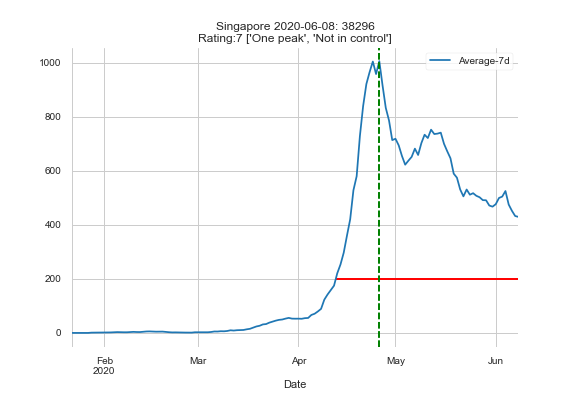 Singapore 2020-06-08: 38296
Rating:7 ['One peak', 'Not in control']
Average-7d
1000
800
600
400
200
0
Feb
2020
Mar
Apr
May
Jun
Date